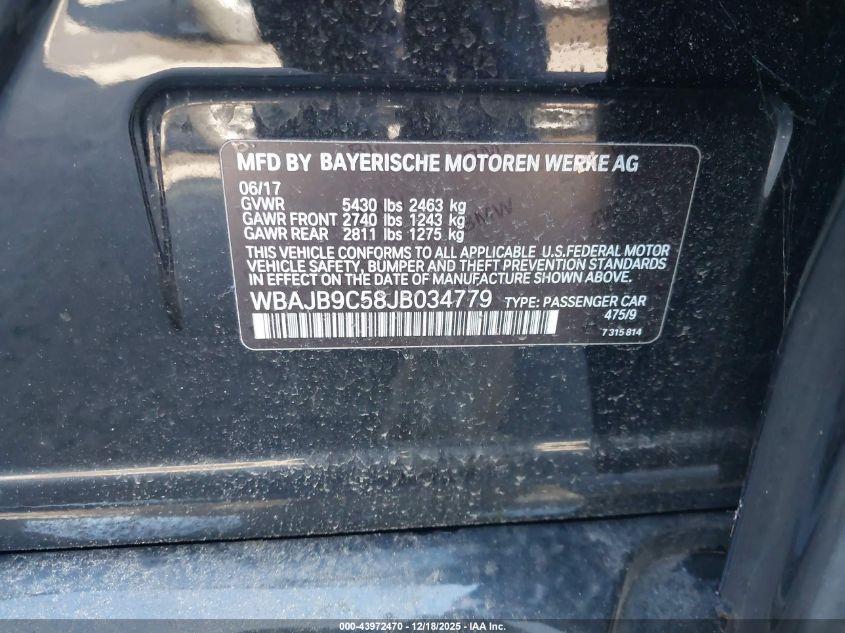 MFD BY BAYERISCHE MOTOREN WERKE AG
06/17
GVWR 5430 lbs 2463 kg
GAWR FRONT 2740 lbs 1243 kg
GAWR REAR 2811 lbs 1275 kg
THIS VEHICLE CONFORMS TO ALL APPLICABLE U.S.FEDERAL MOTOR
VEHICLE SAFETY, BUMPER AND THEFT PREVENTION STANDARDS
IN EFFECT ON THE DATE OF MANUFACTURE SHOWN ABOVE.
WBAJB9C58JB034779 TYPE: PASSENGER CAR
475/9
7 315 814
000-43972470 - 12/18/2025 - IAA Inc.